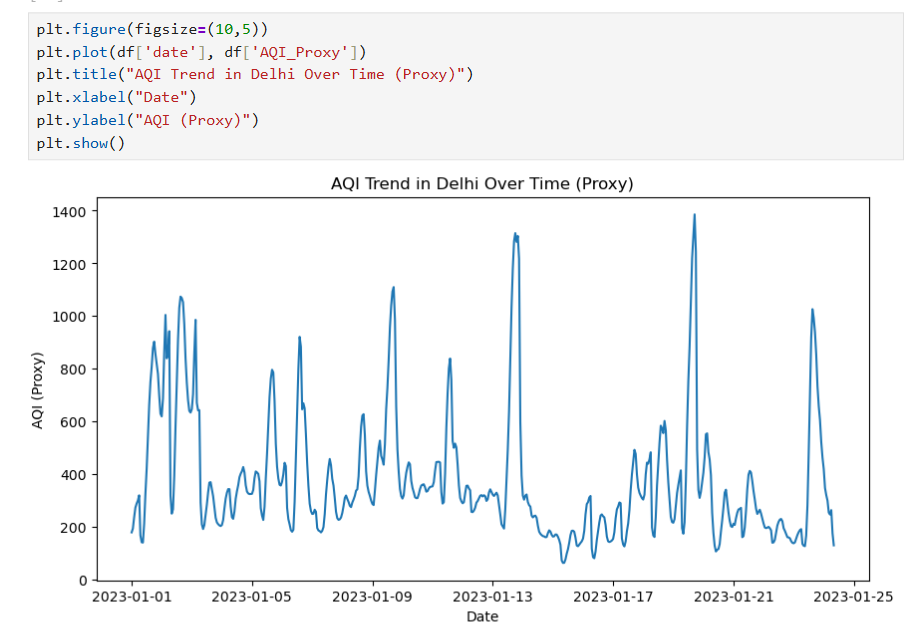 plt.figure(figsize=(10,5))
plt.plot(df['date'], df['AQI_Proxy'])
plt.title("AQI Trend in Delhi Over Time (Proxy)")
plt.xlabel("Date")
plt.ylabel("AQI (Proxy)")
plt.show()
AQI Trend in Delhi Over Time (Proxy)
1400
1200
1000
800
600
400
200
0
AQI (Proxy)
2023-01-01 2023-01-05 2023-01-09 2023-01-13 2023-01-17 2023-01-21 2023-01-25
Date